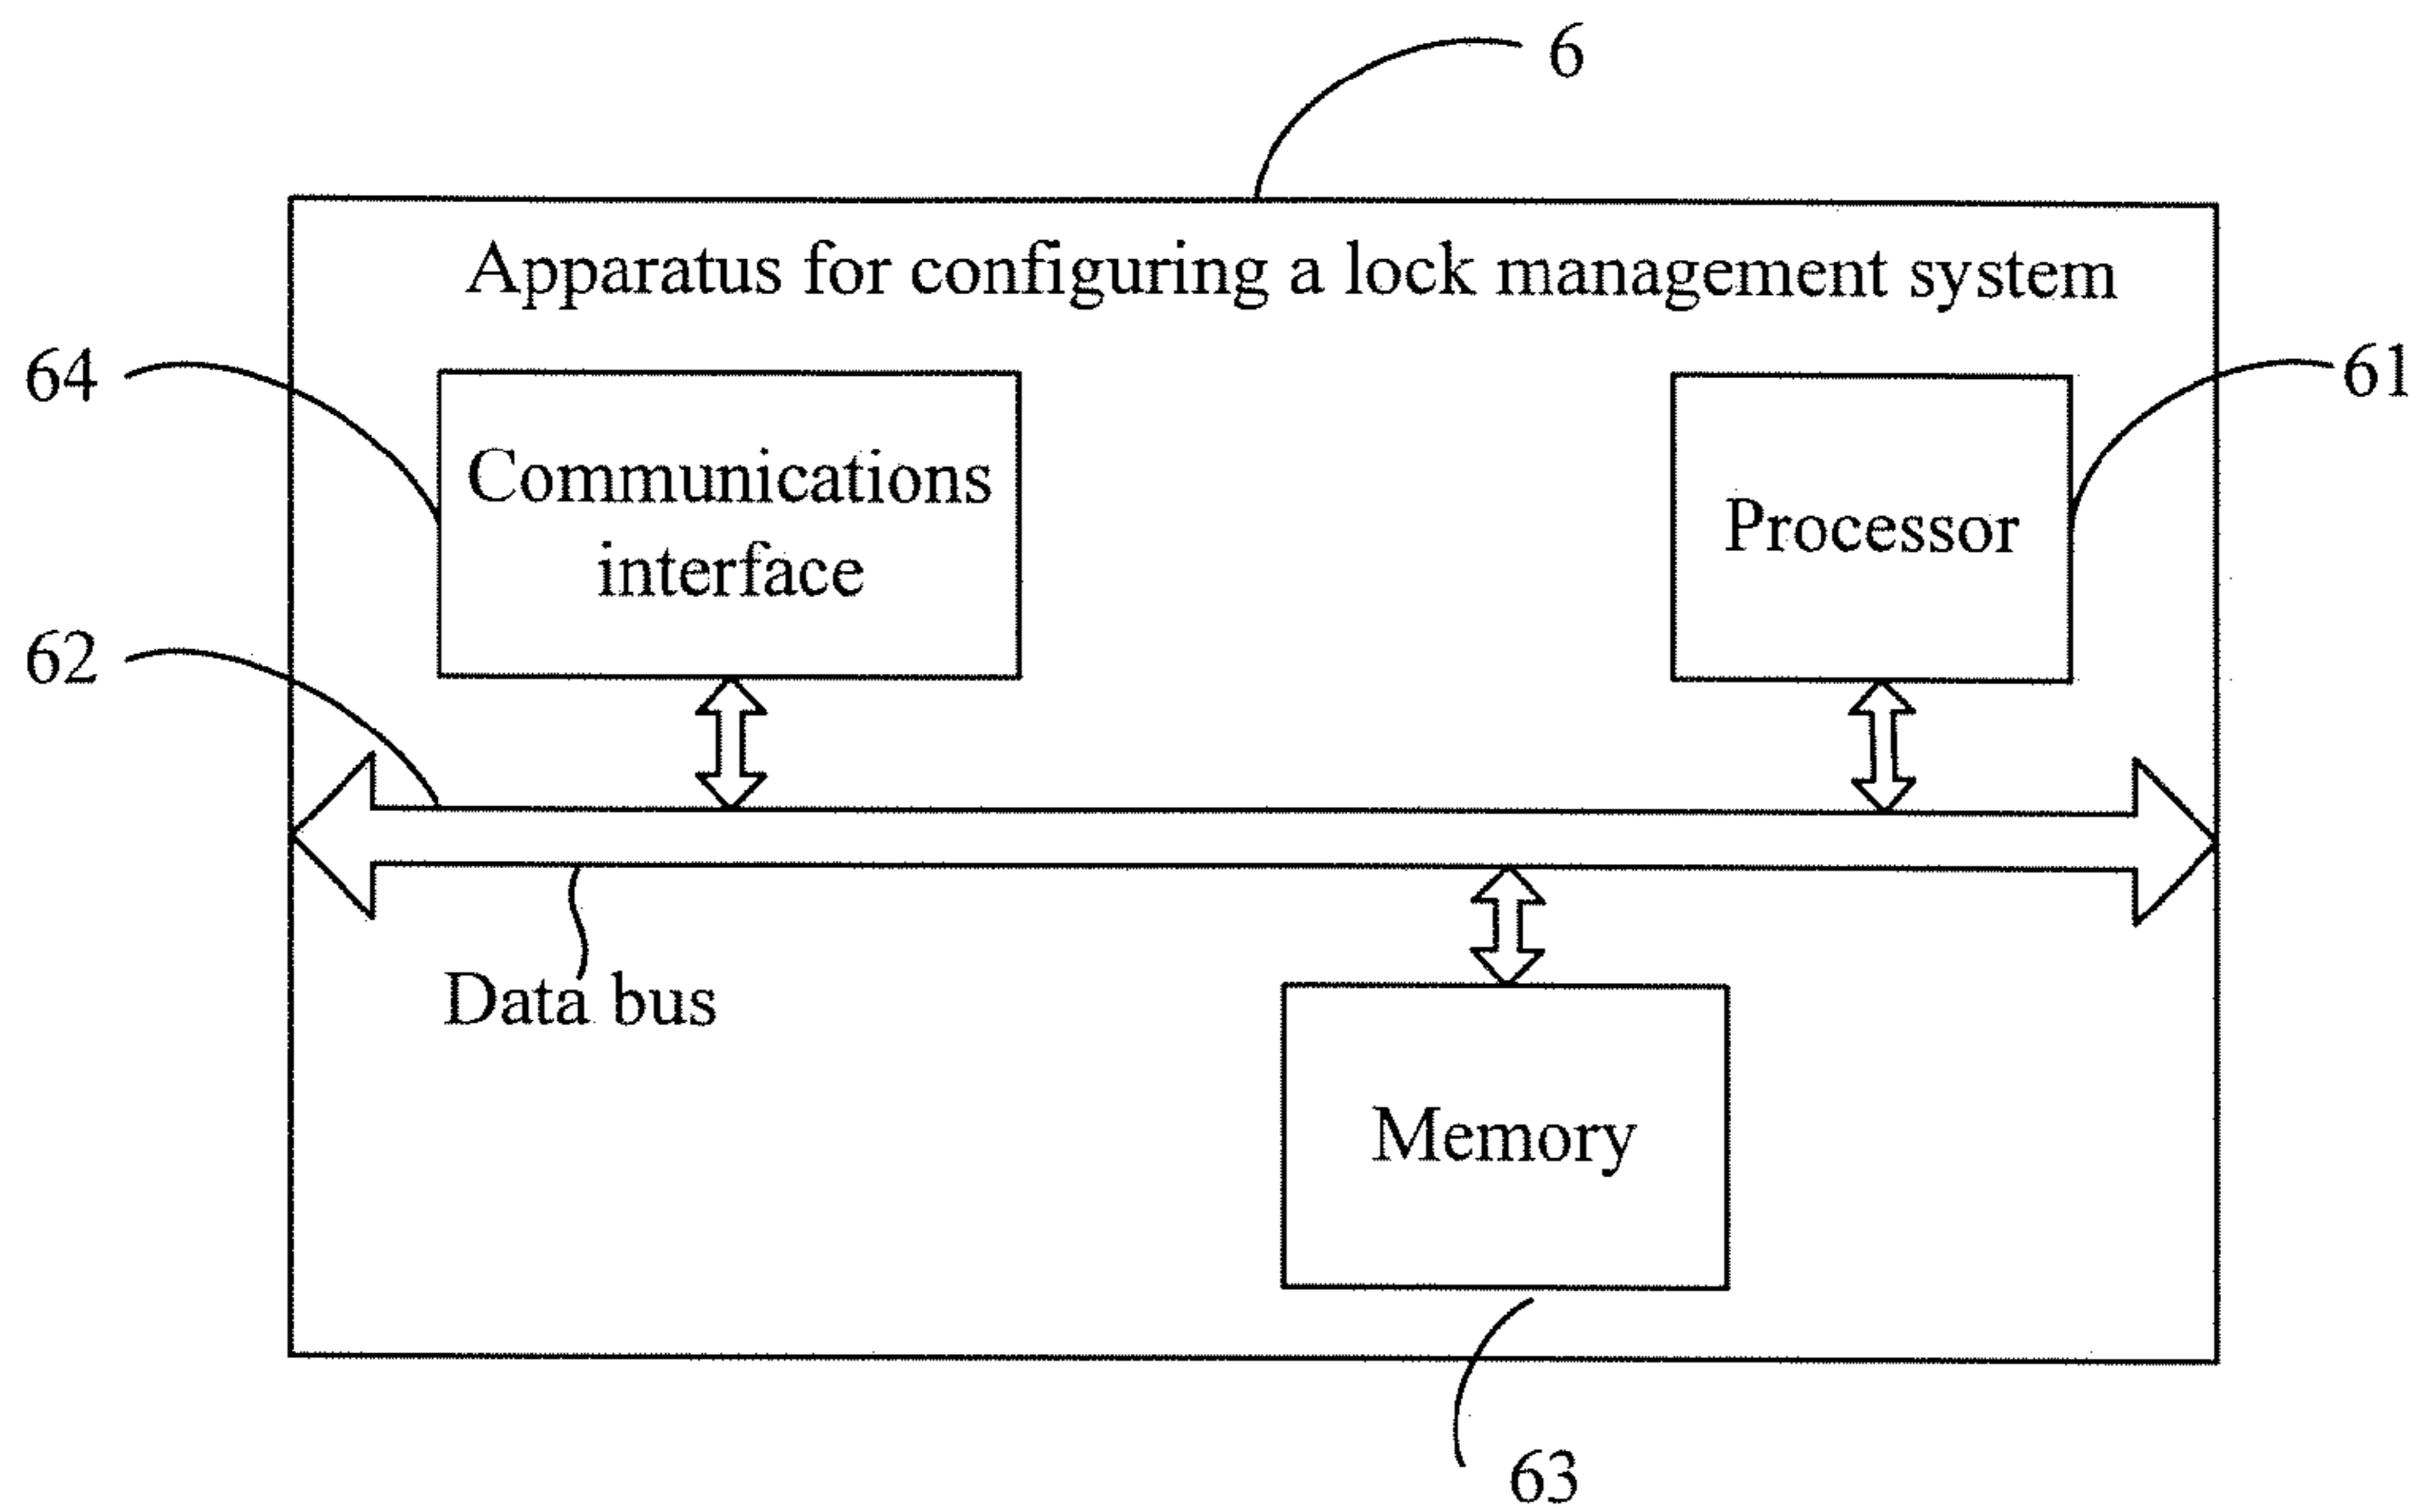 6
Apparatus for configuring a lock management system
64
61
Communications
interface
Processor
62
Data bus
Memory
63